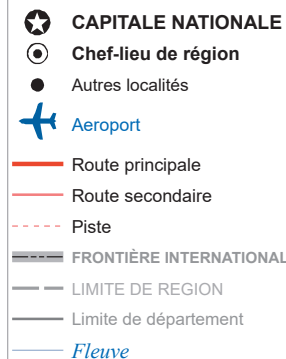 CAPITALE NATIONALE
Chef-lieu de région
Autres localités
Aeroport
Route principale
Route secondaire
Piste
FRONTIÈRE INTERNATIONAL
LIMITE DE REGION
Limite de département
Fleuve